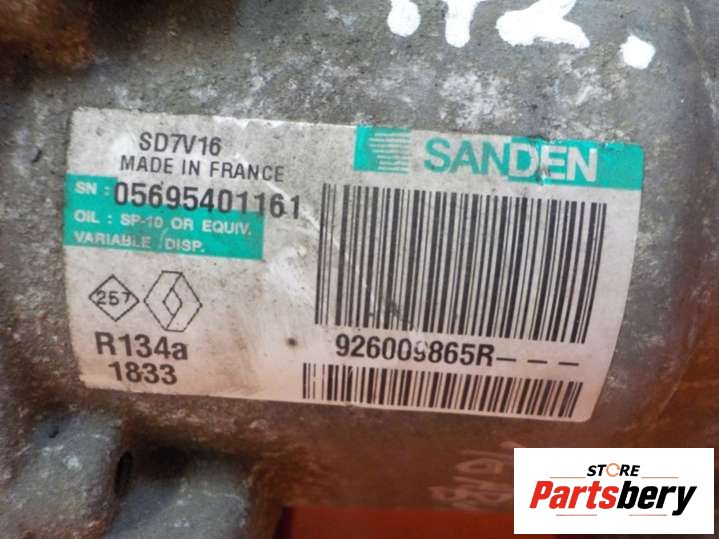 SD7V16
MADE IN FRANCE
SANDEN
SN : 05695401161
OIL : SP-10 OR EQUIV.
VARIABLE DISP.
257
R134a
1833
926009865R---
STORE
Partsbery